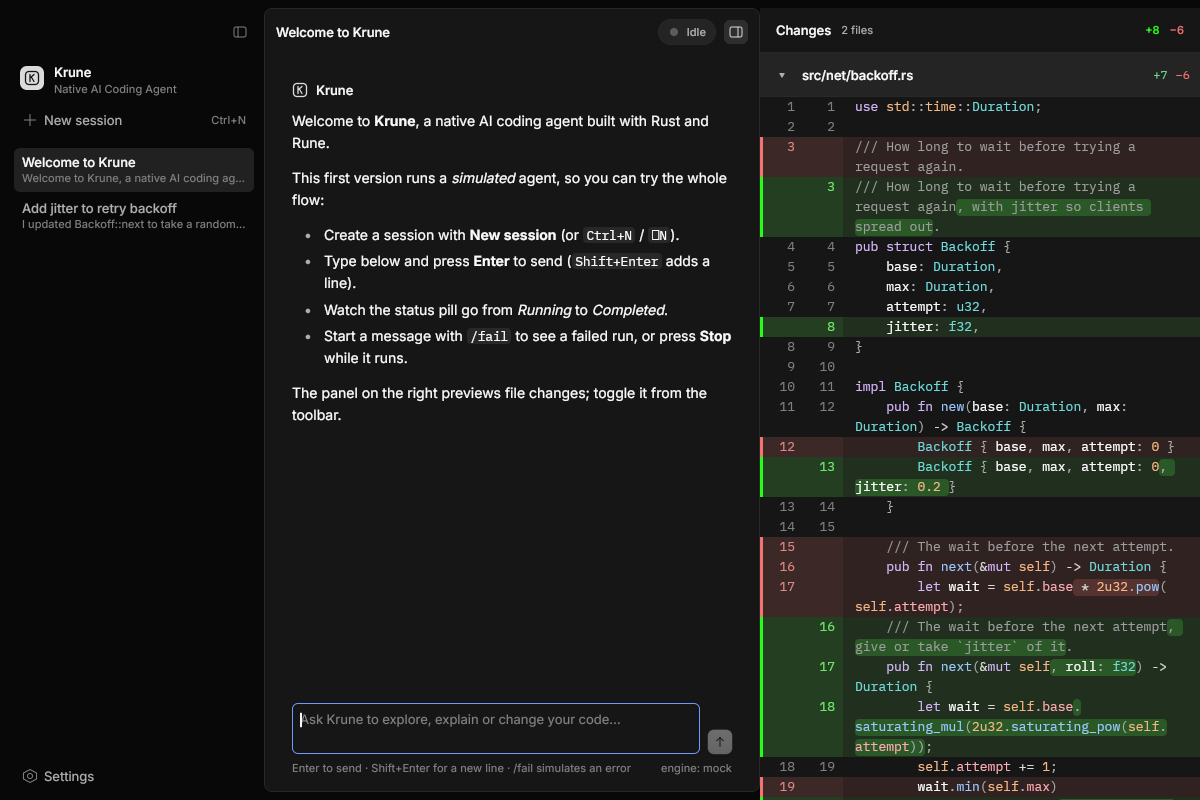 Krune
Native AI Coding Agent
New session Ctrl+N
Welcome to Krune
Welcome to Krune, a native AI coding ag...
Add jitter to retry backoff
I updated Backoff::next to take a random...
Settings
Welcome to Krune
Idle
Krune
Welcome to Krune, a native AI coding agent built with Rust and
Rune.
This first version runs a simulated agent, so you can try the whole
flow:
• Create a session with New session (or Ctrl+N / N).
• Type below and press Enter to send (Shift+Enter adds a
line).
• Watch the status pill go from Running to Completed.
• Start a message with /fail to see a failed run, or press Stop
while it runs.
The panel on the right previews file changes; toggle it from the
toolbar.
Ask Krune to explore, explain or change your code...
Enter to send · Shift+Enter for a new line · /fail simulates an error engine: mock
Changes 2 files +8 −6
src/net/backoff.rs +7 −6
1 1 use std::time::Duration;
2 2
3 /// How long to wait before trying a
request again.
3 /// How long to wait before trying a
request again, with jitter so clients
spread out.
4 4 pub struct Backoff {
5 5 base: Duration,
6 6 max: Duration,
7 7 attempt: u32,
8 jitter: f32,
8 9 }
9 10
10 11 impl Backoff {
11 12 pub fn new(base: Duration, max:
Duration) -> Backoff {
12 Backoff { base, max, attempt: 0 }
13 Backoff { base, max, attempt: 0,
jitter: 0.2 }
13 14 }
14 15
15 /// The wait before the next attempt.
16 pub fn next(&mut self) -> Duration {
17 let wait = self.base * 2u32.pow(
self.attempt);
16 /// The wait before the next attempt,
give or take `jitter` of it.
17 pub fn next(&mut self, roll: f32) ->
Duration {
18 let wait = self.base.
saturating_mul(2u32.saturating_pow(self.
attempt));
18 19 self.attempt += 1;
19 wait.min(self.max)